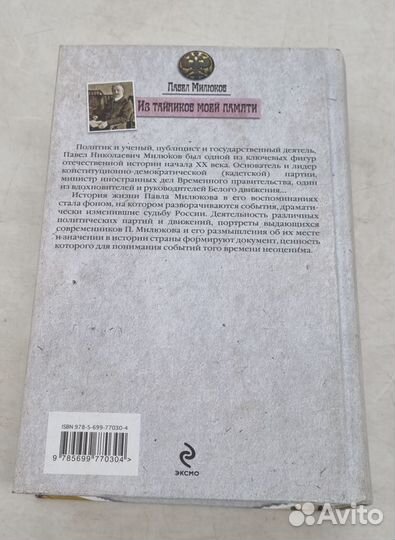 Павел Милюков
Из тайников моей памяти
Политик и ученый, публицист и государственный деятель,
Павел Николаевич Милюков был одной из ключевых фигур
отечественной истории начала XX века. Основатель и лидер
конституционно-демократической (кадетской) партии,
министр иностранных дел Временного правительства, один
из вдохновителей и руководителей Белого движения...
История жизни Павла Милюкова в его воспоминаниях
стала фоном, на котором разворачиваются события, драмати-
чески изменившие судьбу России. Деятельность различных
политических партий и движений, портреты выдающихся
современников П. Милюкова и его размышления об их месте
и значении в истории страны формируют документ, ценность
которого для понимания событий того времени неоценима.
ISBN 978-5-699-77030-4
9 785699 770304 >
эксмо
Avito